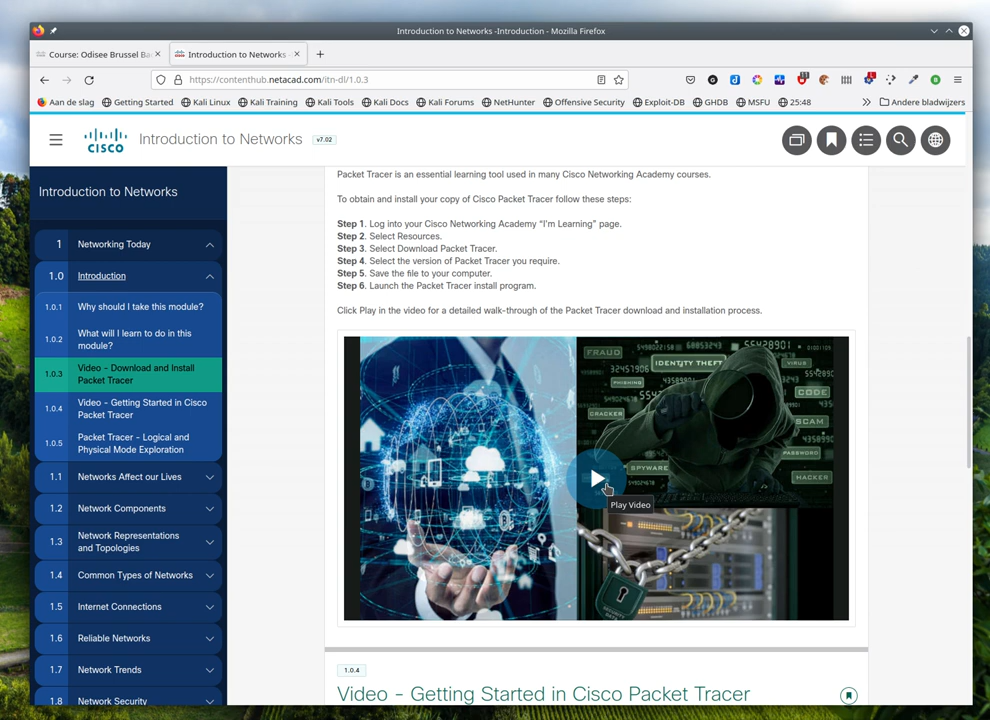 Introduction to Networks -Introduction - Mozilla Firefox
Course: Odisee Brussel Ba
Introduction to Networks -
https://contenthub.netacad.com/itn-dl/1.0.3
Aan de slag Getting Started Kali Linux Kali Training Kali Tools Kali Docs Kali Forums NetHunter Offensive Security Exploit-DB GHDB MSFU 25:48 Andere bladwijzers
CISCO
Introduction to Networks
v7.02
Introduction to Networks
1 Networking Today
1.0 Introduction
1.0.1 Why should I take this module?
1.0.2 What will I learn to do in this
module?
1.0.3 Video - Download and Install
Packet Tracer
1.0.4 Video - Getting Started in Cisco
Packet Tracer
1.0.5 Packet Tracer - Logical and
Physical Mode Exploration
1.1 Networks Affect our Lives
1.2 Network Components
1.3 Network Representations
and Topologies
1.4 Common Types of Networks
1.5 Internet Connections
1.6 Reliable Networks
1.7 Network Trends
1.8 Network Security
Packet Tracer is an essential learning tool used in many Cisco Networking Academy courses.
To obtain and install your copy of Cisco Packet Tracer follow these steps:
Step 1. Log into your Cisco Networking Academy “I’m Learning” page.
Step 2. Select Resources.
Step 3. Select Download Packet Tracer.
Step 4. Select the version of Packet Tracer you require.
Step 5. Save the file to your computer.
Step 6. Launch the Packet Tracer install program.
Click Play in the video for a detailed walk-through of the Packet Tracer download and installation process.
FRAUD
IDENTITY THEFT
VIRUS
PHISHING
CODE
CRACKER
SCAM
PASSWORD
SPYWARE
HACKER
Play Video
1.0.4
Video - Getting Started in Cisco Packet Tracer